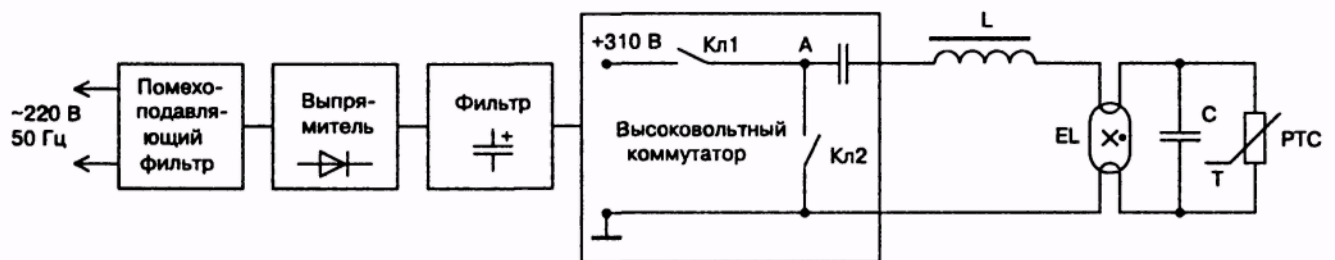 ~220 В
50 Гц
Помехо-
подавля-
ющий
фильтр
Выпря-
митель
Фильтр
+
+310 В
Кл1
А
Высоковольтный
коммутатор
Кл2
L
EL
C
T
PTC